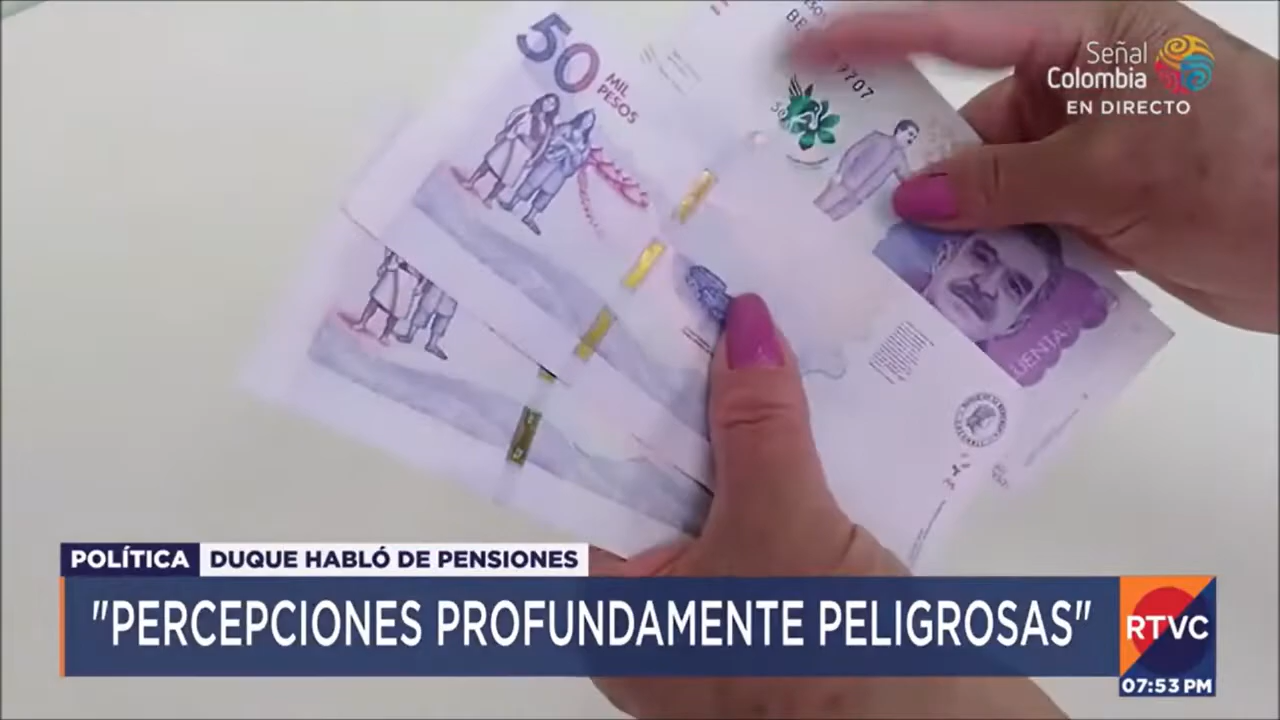 50
MIL
PESOS
9707
Señal
Colombia
EN DIRECTO
POLÍTICA
DUQUE HABLÓ DE PENSIONES
"PERCEPCIONES PROFUNDAMENTE PELIGROSAS"
RTVC
07:53 PM